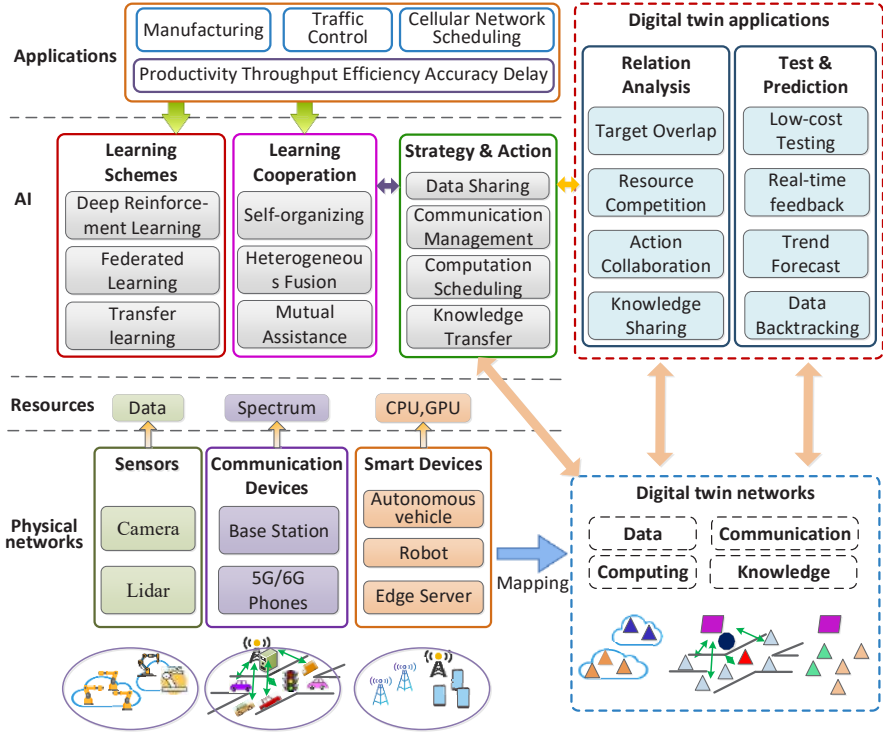 Applications
Manufacturing
Traffic
Control
Cellular Network
Scheduling
Productivity Throughput Efficiency Accuracy Delay
AI
Learning
Schemes
Deep Reinforce-
ment Learning
Federated
Learning
Transfer
learning
Learning
Cooperation
Self-organizing
Heterogeneou
s Fusion
Mutual
Assistance
Strategy & Action
Data Sharing
Communication
Management
Computation
Scheduling
Knowledge
Transfer
Digital twin applications
Relation
Analysis
Target Overlap
Resource
Competition
Action
Collaboration
Knowledge
Sharing
Test &
Prediction
Low-cost
Testing
Real-time
feedback
Trend
Forecast
Data
Backtracking
Resources
Data
Spectrum
CPU,GPU
Physical
networks
Sensors
Camera
Lidar
Communication
Devices
Base Station
5G/6G
Phones
Smart Devices
Autonomous
vehicle
Robot
Edge Server
Mapping
Digital twin networks
Data
Communication
Computing
Knowledge